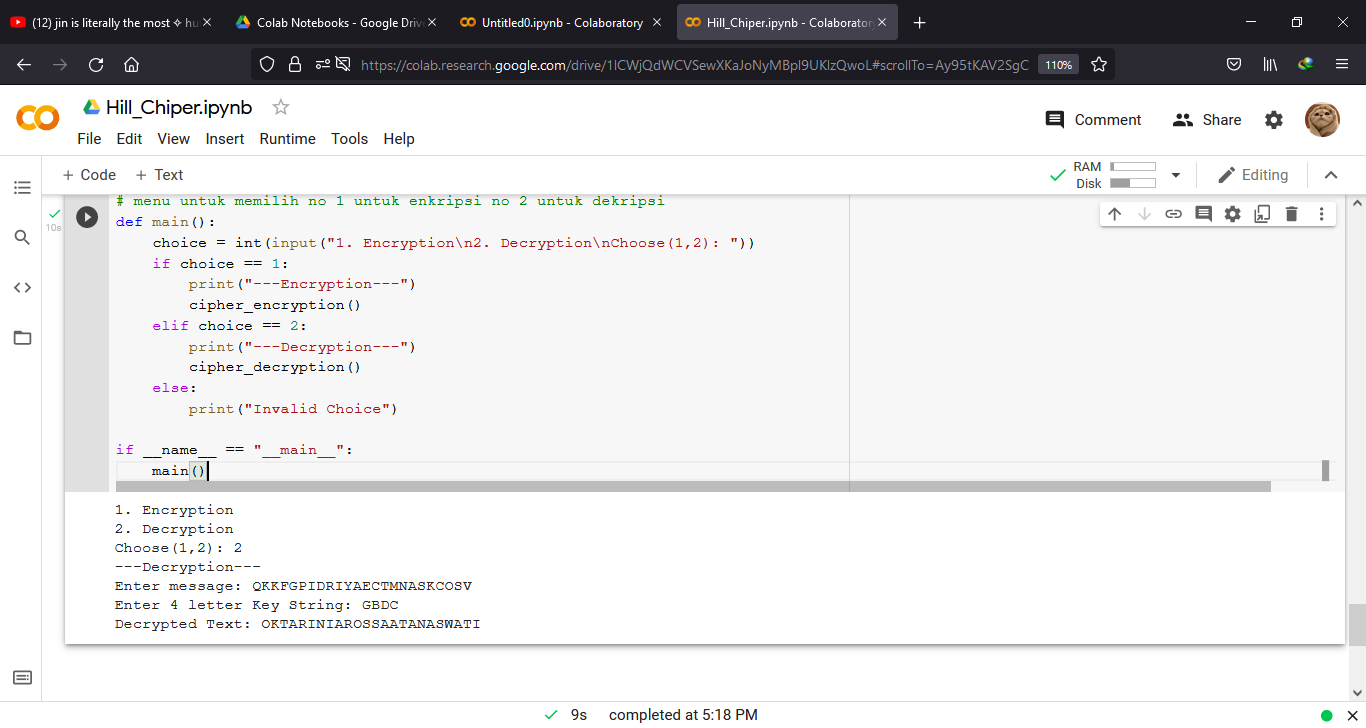 (12) jin is literally the most ✧ hu
Colab Notebooks - Google Drive
Untitled0.ipynb - Colaboratory
Hill_Chiper.ipynb - Colaboratory
https://colab.research.google.com/drive/1lCWjQdWCVSewXKaJoNyMBpI9UKlzQwoL#scrollTo=Ay95tKAV2SgC
110%
Hill_Chiper.ipynb
File Edit View Insert Runtime Tools Help
Comment
Share
+ Code + Text
RAM
Disk
Editing
10s
# menu untuk memilih no 1 untuk enkripsi no 2 untuk dekripsi
def main():
    choice = int(input("1. Encryption\n2. Decryption\nChoose(1,2): "))
    if choice == 1:
        print("---Encryption---")
        cipher_encryption()
    elif choice == 2:
        print("---Decryption---")
        cipher_decryption()
    else:
        print("Invalid Choice")
if __name__ == "__main__":
    main()
1. Encryption
2. Decryption
Choose(1,2): 2
---Decryption---
Enter message: QKKFGPIDRIYAECTMNASKCOSV
Enter 4 letter Key String: GBDC
Decrypted Text: OKTARINIAROSSAATANASWATI
9s completed at 5:18 PM